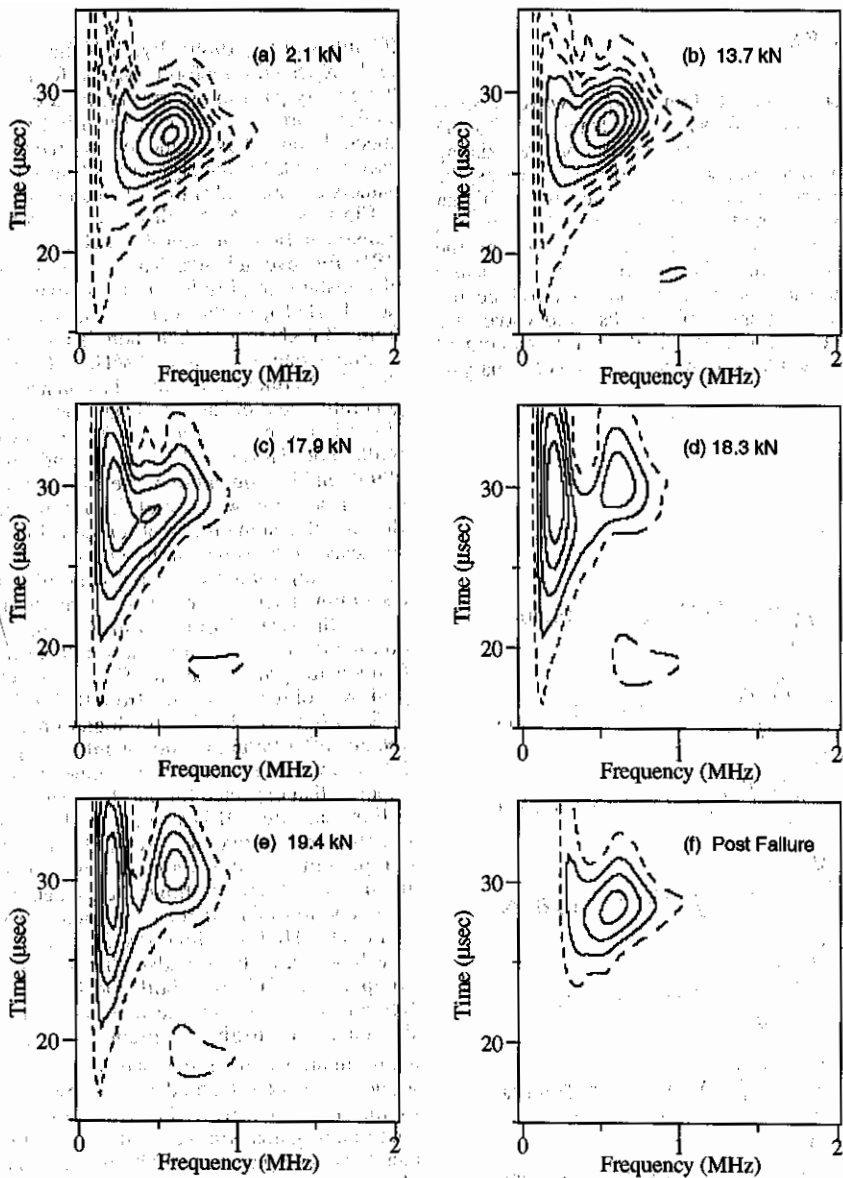 (a) 2.1 kN
Time (µsec)
30
20
0
1
2
Frequency (MHz)
(b) 13.7 kN
Time (µsec)
30
20
0
1
2
Frequency (MHz)
(c) 17.9 kN
Time (µsec)
30
20
0
1
2
Frequency (MHz)
(d) 18.3 kN
Time (µsec)
30
20
0
1
2
Frequency (MHz)
(e) 19.4 kN
Time (µsec)
30
20
0
1
2
Frequency (MHz)
(f) Post Failure
Time (µsec)
30
20
0
1
2
Frequency (MHz)